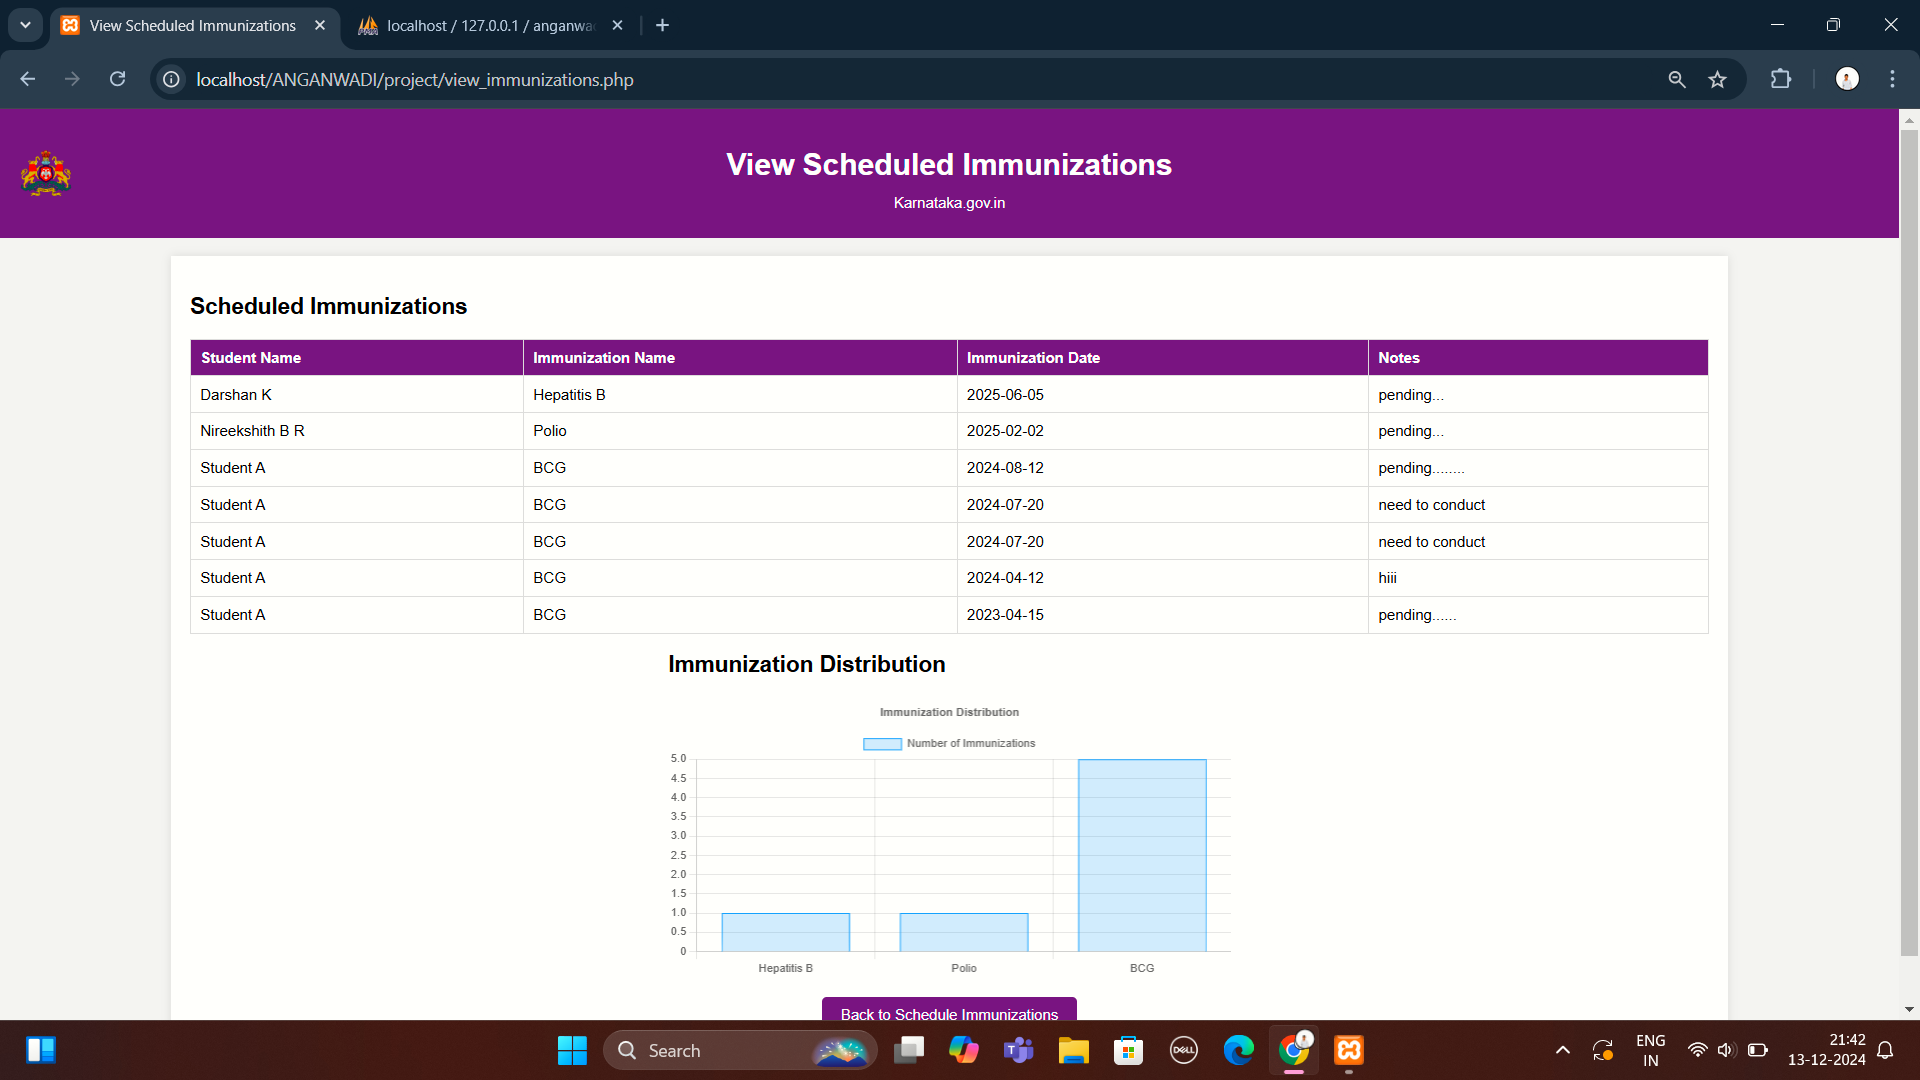 View Scheduled Immunizations
localhost / 127.0.0.1 / anganwa
localhost/ANGANWADI/project/view_immunizations.php
View Scheduled Immunizations
Karnataka.gov.in
Scheduled Immunizations
Student Name Immunization Name Immunization Date Notes
Darshan K Hepatitis B 2025-06-05 pending...
Nireekshith B R Polio 2025-02-02 pending...
Student A BCG 2024-08-12 pending........
Student A BCG 2024-07-20 need to conduct
Student A BCG 2024-07-20 need to conduct
Student A BCG 2024-04-12 hiii
Student A BCG 2023-04-15 pending......
Immunization Distribution
Immunization Distribution
Number of Immunizations
5.0
4.5
4.0
3.5
3.0
2.5
2.0
1.5
1.0
0.5
0
Hepatitis B Polio BCG
Back to Schedule Immunizations
Search
DELL
ENG
IN
21:42
13-12-2024